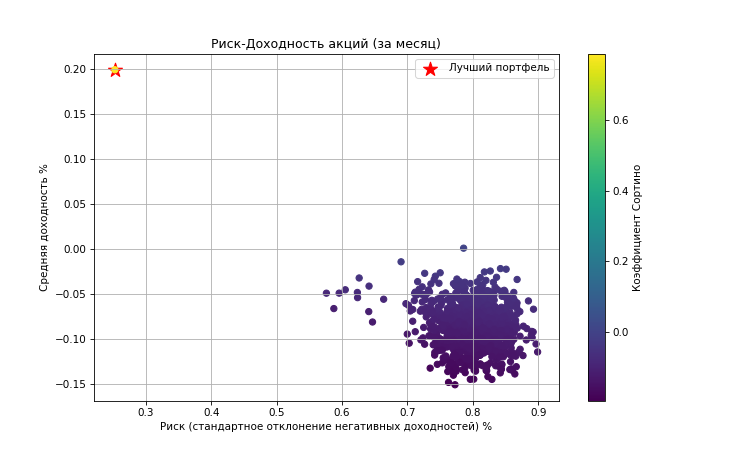 Риск-Доходность акций (за месяц)
Лучший портфель
Средняя доходность %
0.20
0.15
0.10
0.05
0.00
−0.05
−0.10
−0.15
0.3 0.4 0.5 0.6 0.7 0.8 0.9
Риск (стандартное отклонение негативных доходностей) %
0.6
0.4
0.2
0.0
Коэффициент Сортино